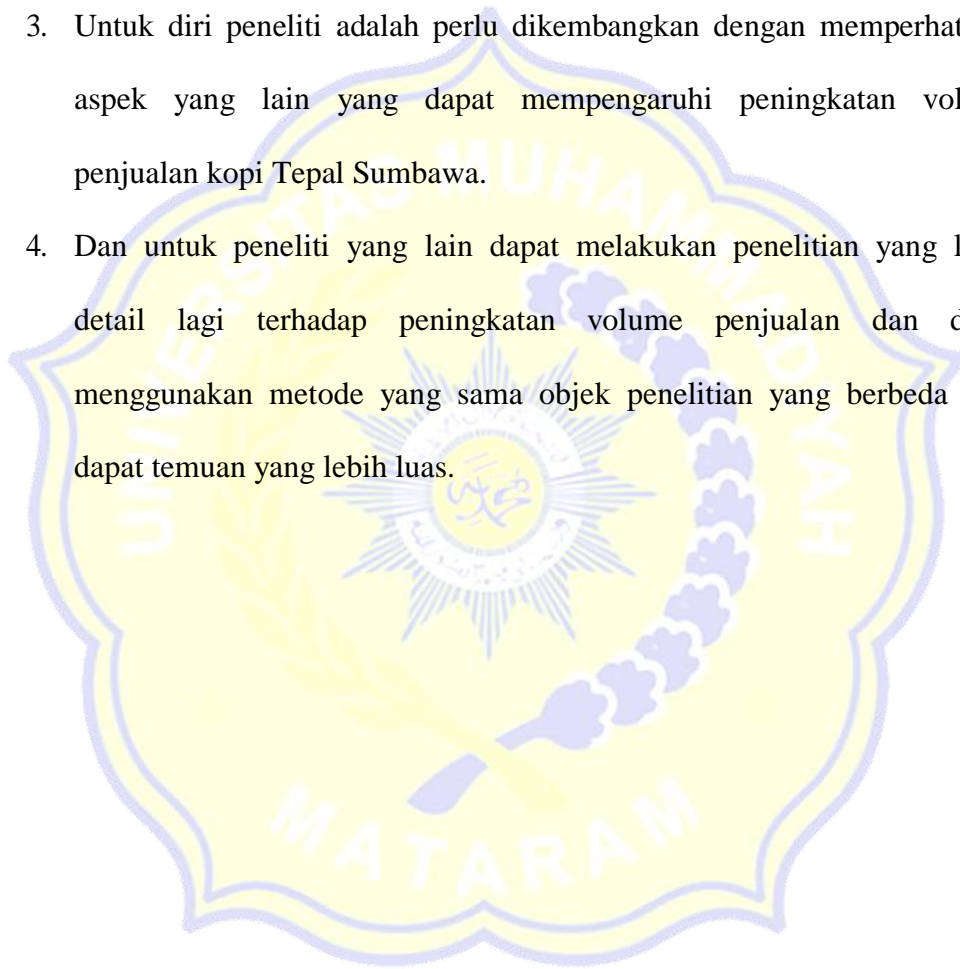 3. Untuk diri peneliti adalah perlu dikembangkan dengan memperhat
aspek yang lain yang dapat mempengaruhi peningkatan vol
penjualan kopi Tepal Sumbawa.
4. Dan untuk peneliti yang lain dapat melakukan penelitian yang l
detail lagi terhadap peningkatan volume penjualan dan d
menggunakan metode yang sama objek penelitian yang berbeda
dapat temuan yang lebih luas.
UNIVERSITAS MUHAMMADIYAH
MATARAM